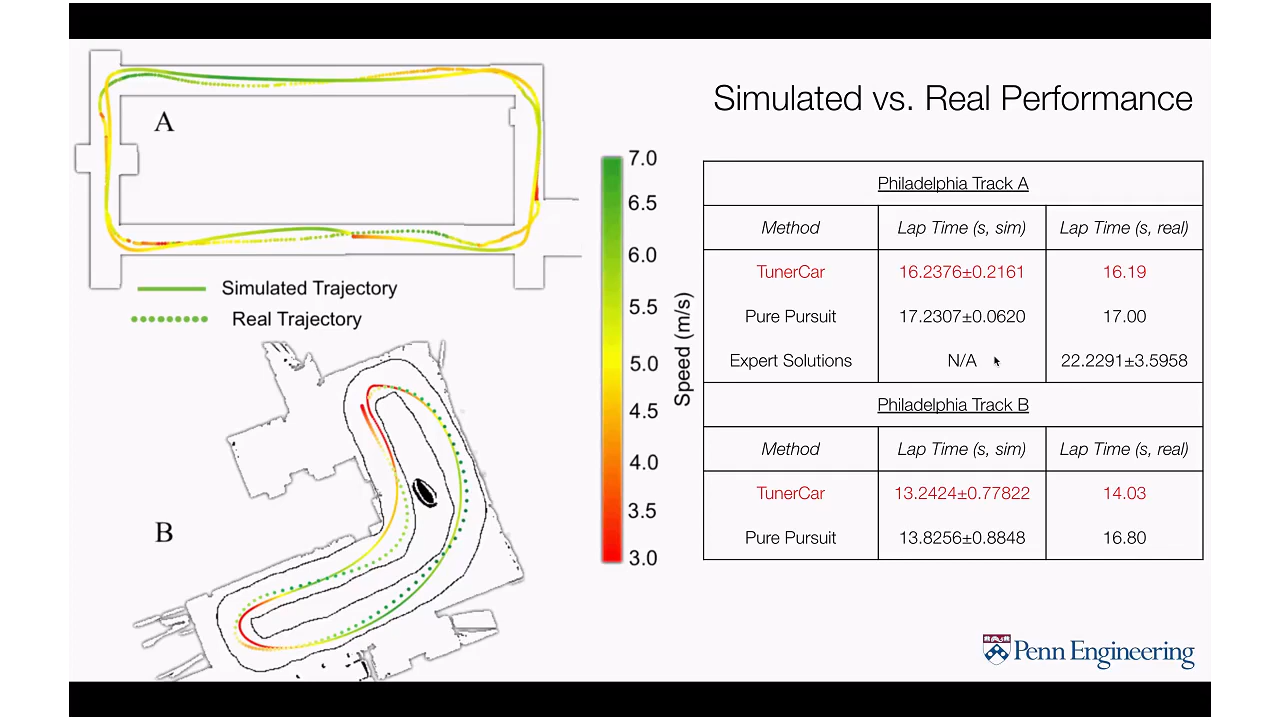 Simulated vs. Real Performance
A
Simulated Trajectory
Real Trajectory
B
7.0
6.5
6.0
5.5
5.0
4.5
4.0
3.5
3.0
Speed (m/s)
Philadelphia Track A
Method Lap Time (s, sim) Lap Time (s, real)
TunerCar 16.2376±0.2161 16.19
Pure Pursuit 17.2307±0.0620 17.00
Expert Solutions N/A 22.2291±3.5958
Philadelphia Track B
Method Lap Time (s, sim) Lap Time (s, real)
TunerCar 13.2424±0.77822 14.03
Pure Pursuit 13.8256±0.8848 16.80
Penn Engineering